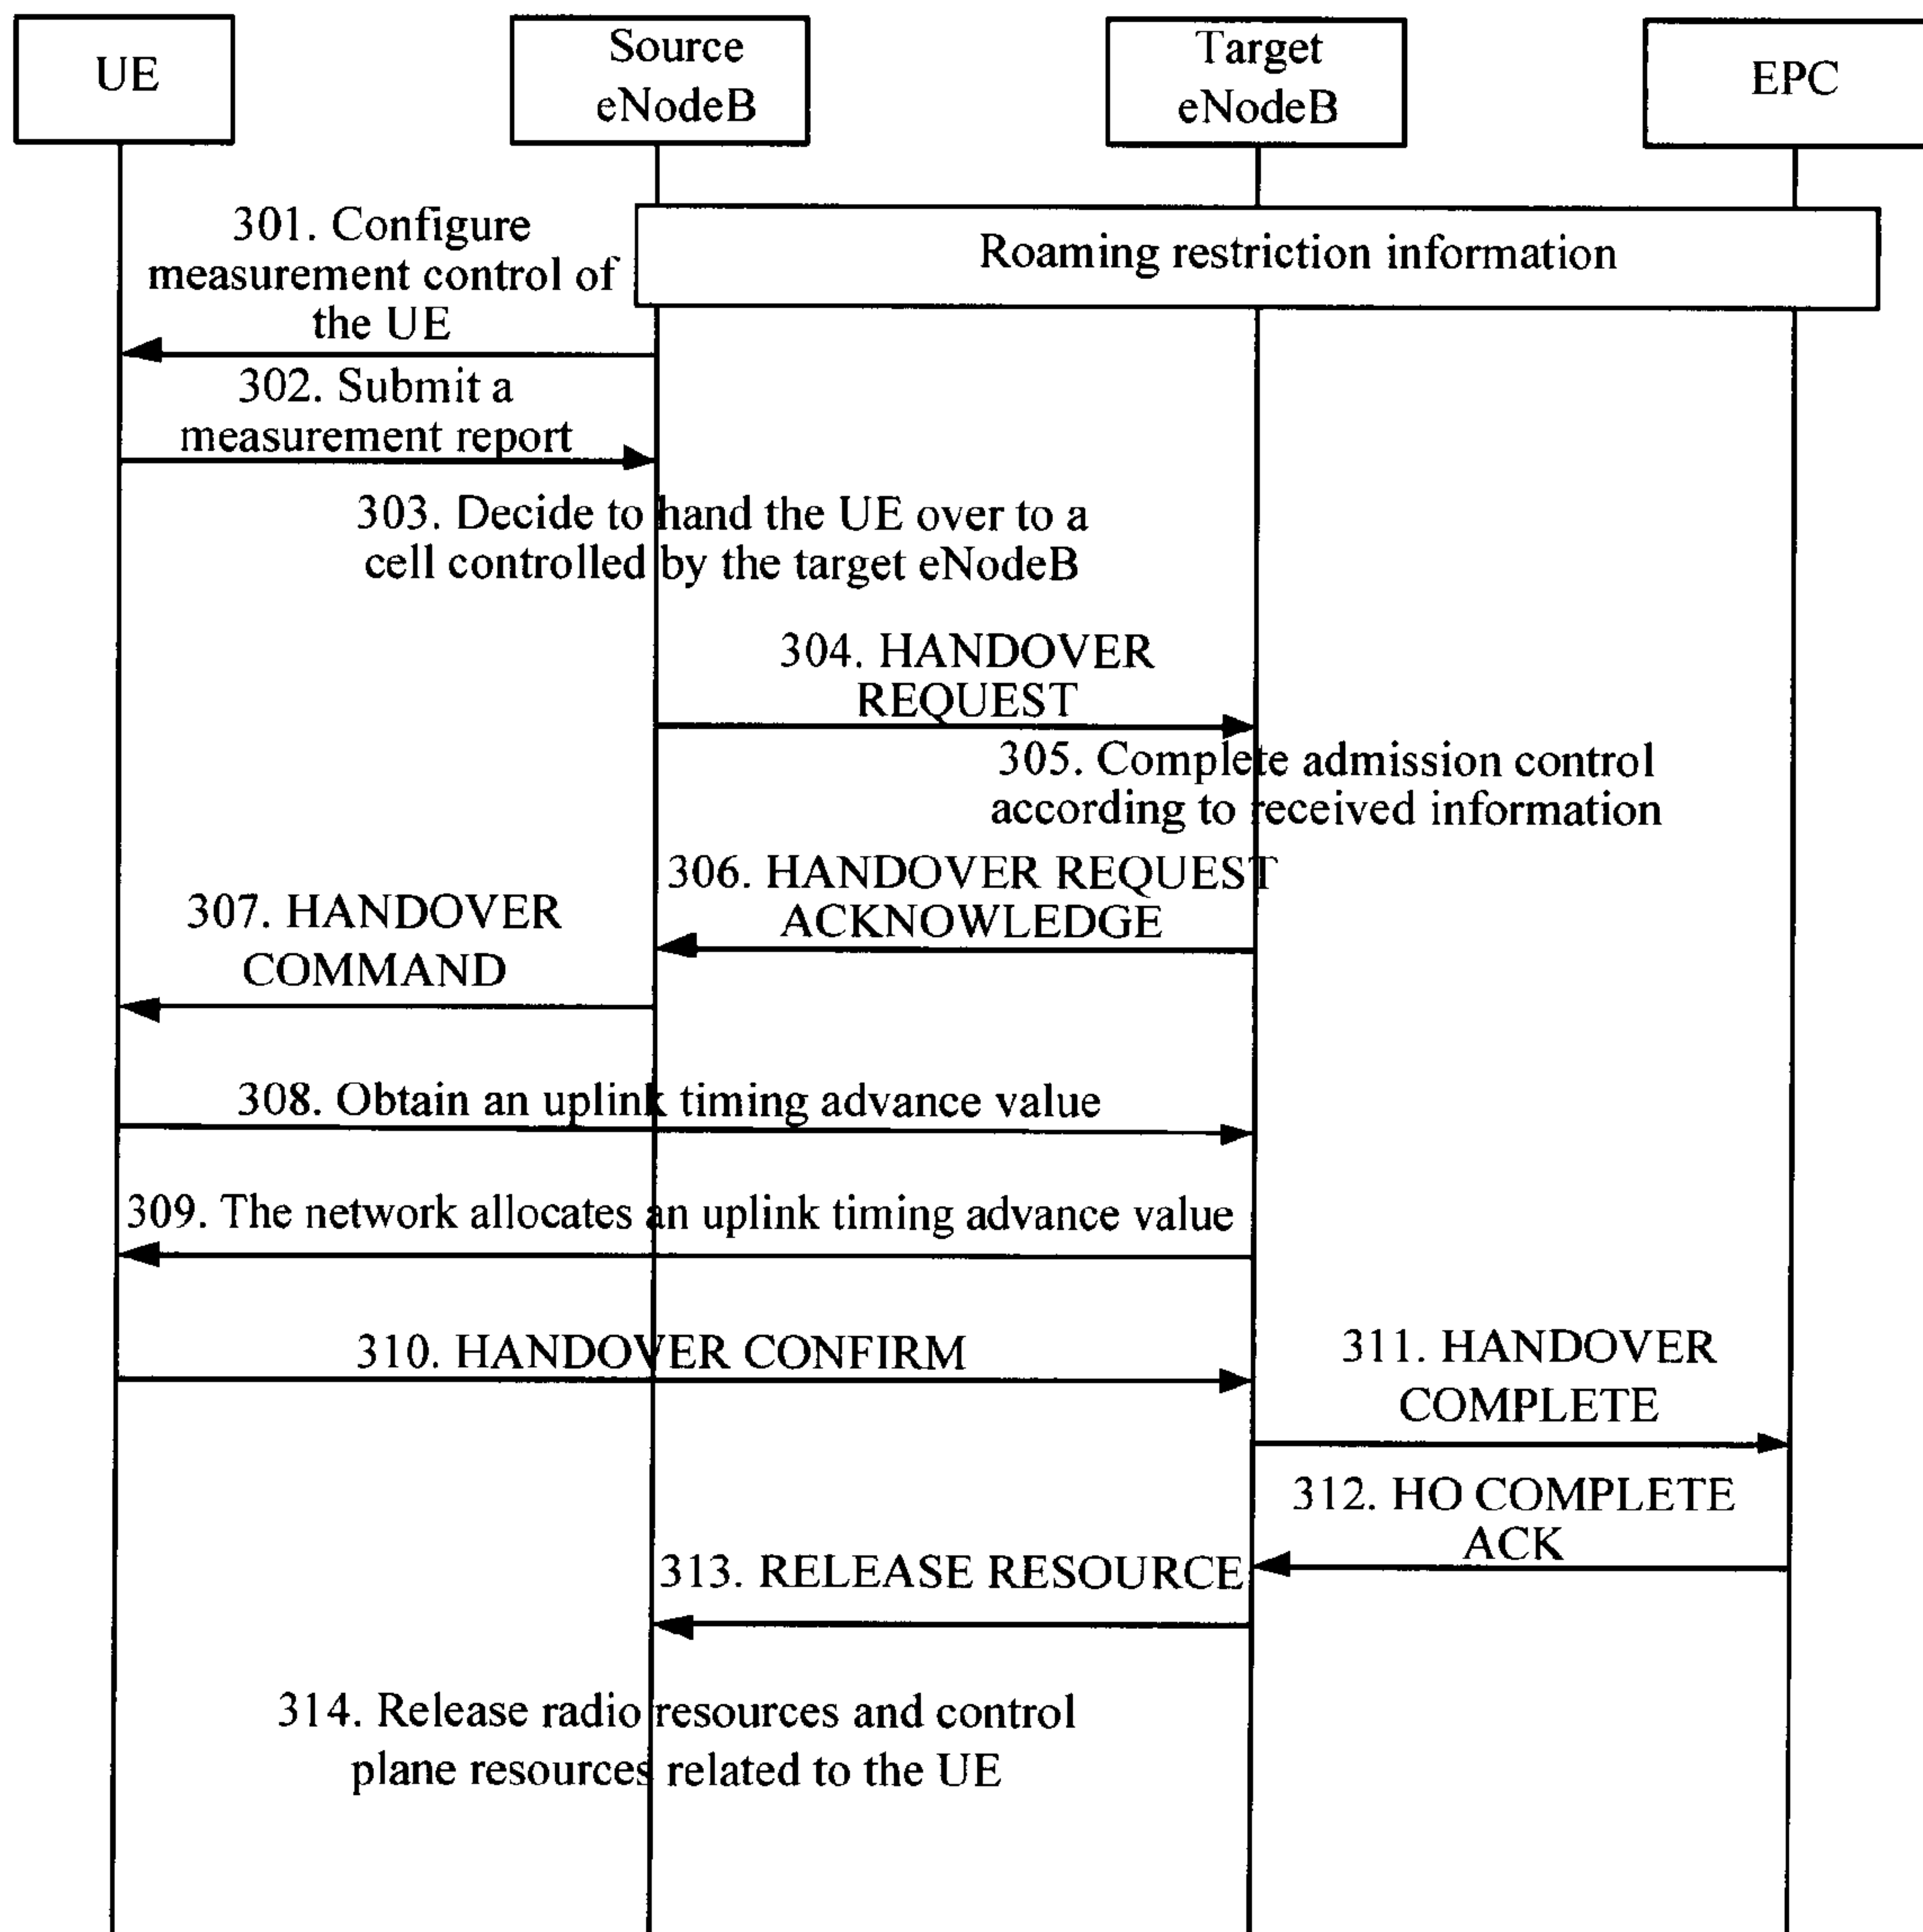 UE
Source
eNodeB
Target
eNodeB
EPC
Roaming restriction information
301. Configure
measurement control of
the UE
302. Submit a
measurement report
303. Decide to hand the UE over to a
cell controlled by the target eNodeB
304. HANDOVER
REQUEST
305. Complete admission control
according to received information
306. HANDOVER REQUEST
ACKNOWLEDGE
307. HANDOVER
COMMAND
308. Obtain an uplink timing advance value
309. The network allocates an uplink timing advance value
310. HANDOVER CONFIRM
311. HANDOVER
COMPLETE
312. HO COMPLETE
ACK
313. RELEASE RESOURCE
314. Release radio resources and control
plane resources related to the UE